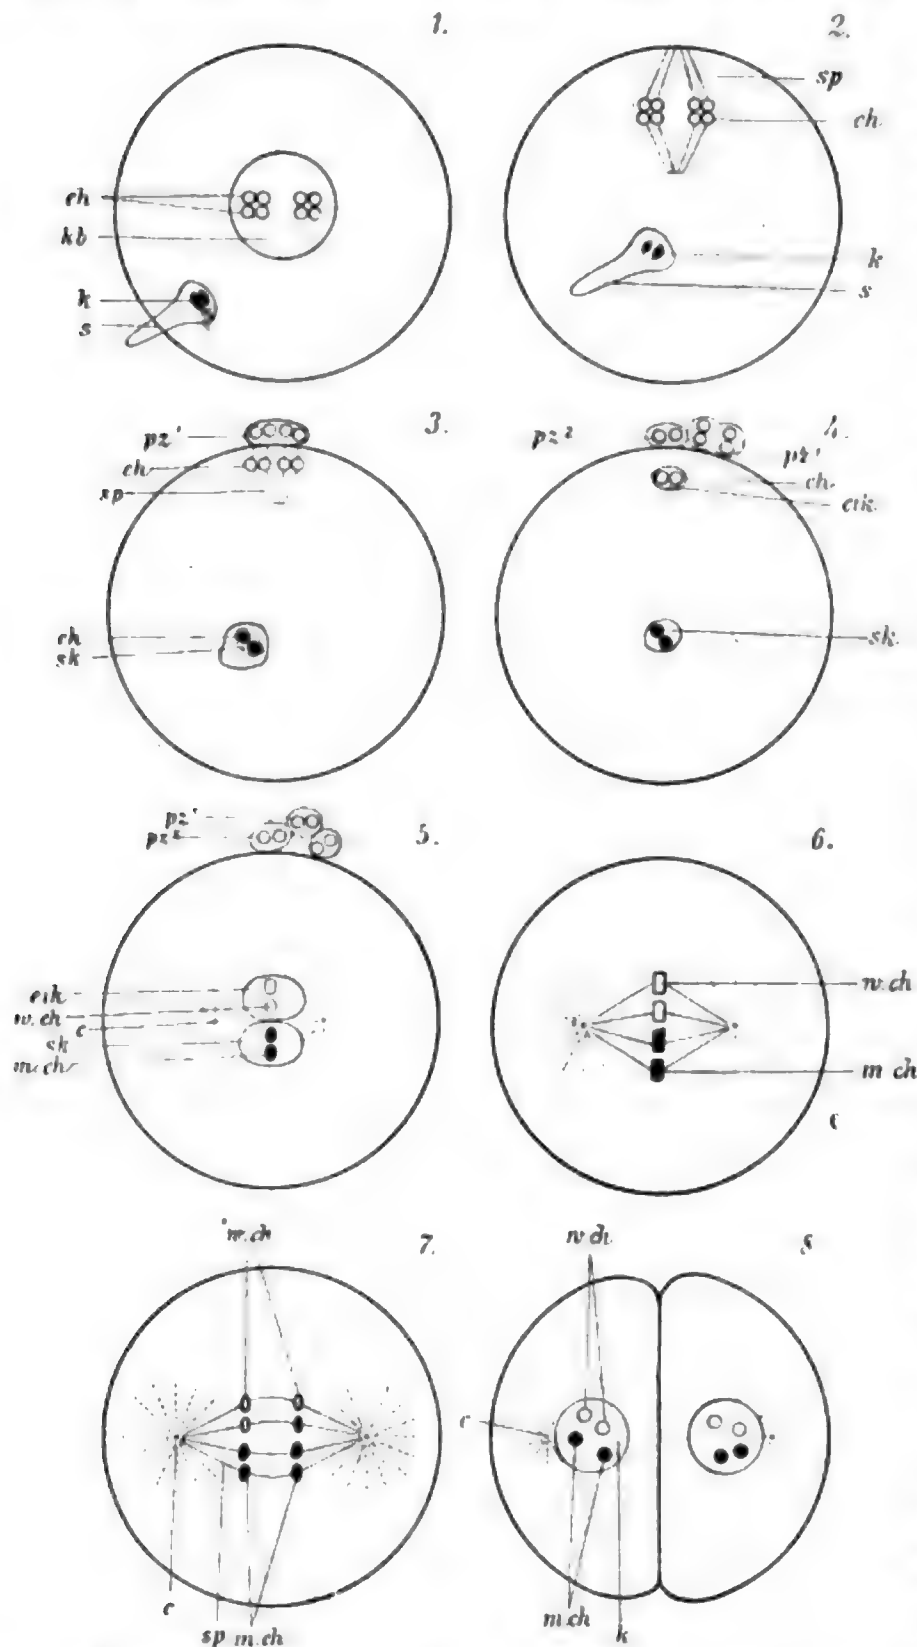 1.
ch
kb
k
s
2.
sp
ch
k
s
3.
pz¹
ch
sp
ch
sk
4.
pz²
pz¹
ch.
eik.
sk.
5.
pz¹
pz²
eik
w.ch
c
sk
m.ch
6.
w.ch
m ch
7.
w.ch
c
sp m.ch
8
w.ch
c
m.ch
k